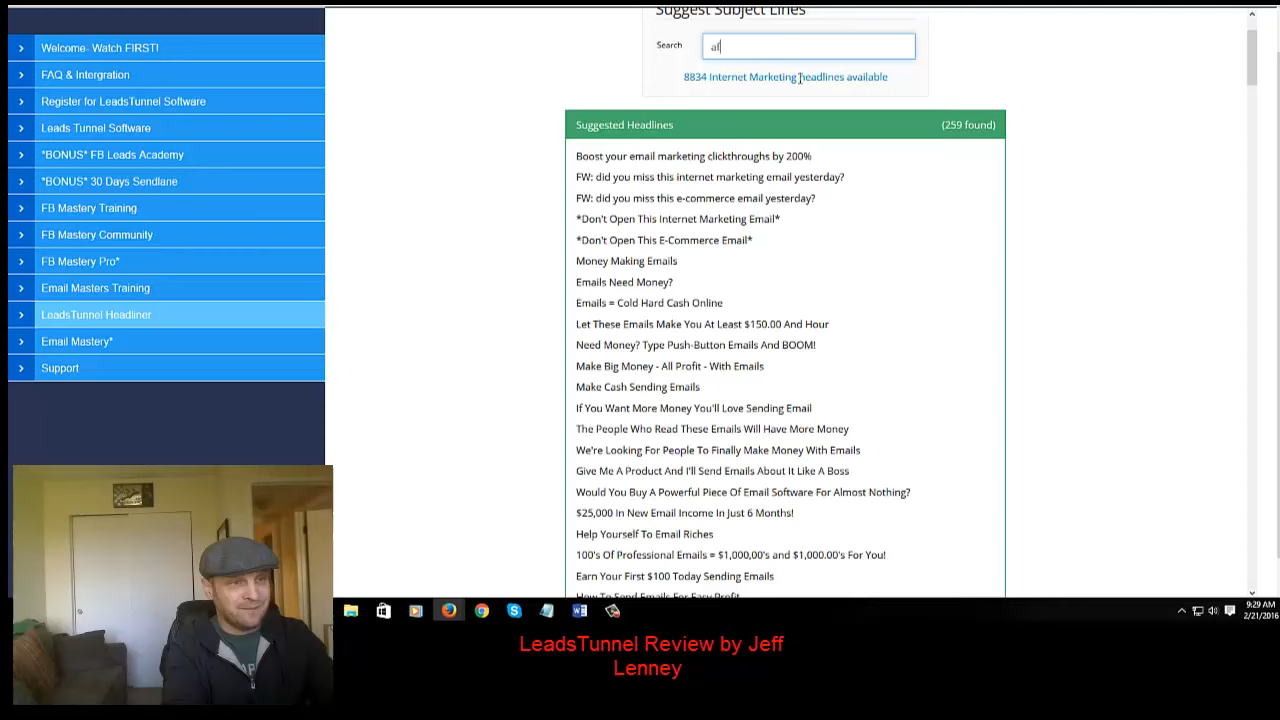 Suggest Subject Lines
Search
af
8834 Internet Marketing headlines available
Welcome- Watch FIRST!
FAQ & Intergration
Register for LeadsTunnel Software
Leads Tunnel Software
*BONUS* FB Leads Academy
*BONUS* 30 Days Sendlane
FB Mastery Training
FB Mastery Community
FB Mastery Pro*
Email Masters Training
LeadsTunnel Headliner
Email Mastery*
Support
Suggested Headlines (259 found)
Boost your email marketing clickthroughs by 200%
FW: did you miss this internet marketing email yesterday?
FW: did you miss this e-commerce email yesterday?
*Don't Open This Internet Marketing Email*
*Don't Open This E-Commerce Email*
Money Making Emails
Emails Need Money?
Emails = Cold Hard Cash Online
Let These Emails Make You At Least $150.00 And Hour
Need Money? Type Push-Button Emails And BOOM!
Make Big Money - All Profit - With Emails
Make Cash Sending Emails
If You Want More Money You'll Love Sending Email
The People Who Read These Emails Will Have More Money
We're Looking For People To Finally Make Money With Emails
Give Me A Product And I'll Send Emails About It Like A Boss
Would You Buy A Powerful Piece Of Email Software For Almost Nothing?
$25,000 In New Email Income In Just 6 Months!
Help Yourself To Email Riches
100's Of Professional Emails = $1,000,00's and $1,000.00's For You!
Earn Your First $100 Today Sending Emails
How To Send Emails For Easy Profit
9:29 AM
2/21/2016
LeadsTunnel Review by Jeff
Lenney